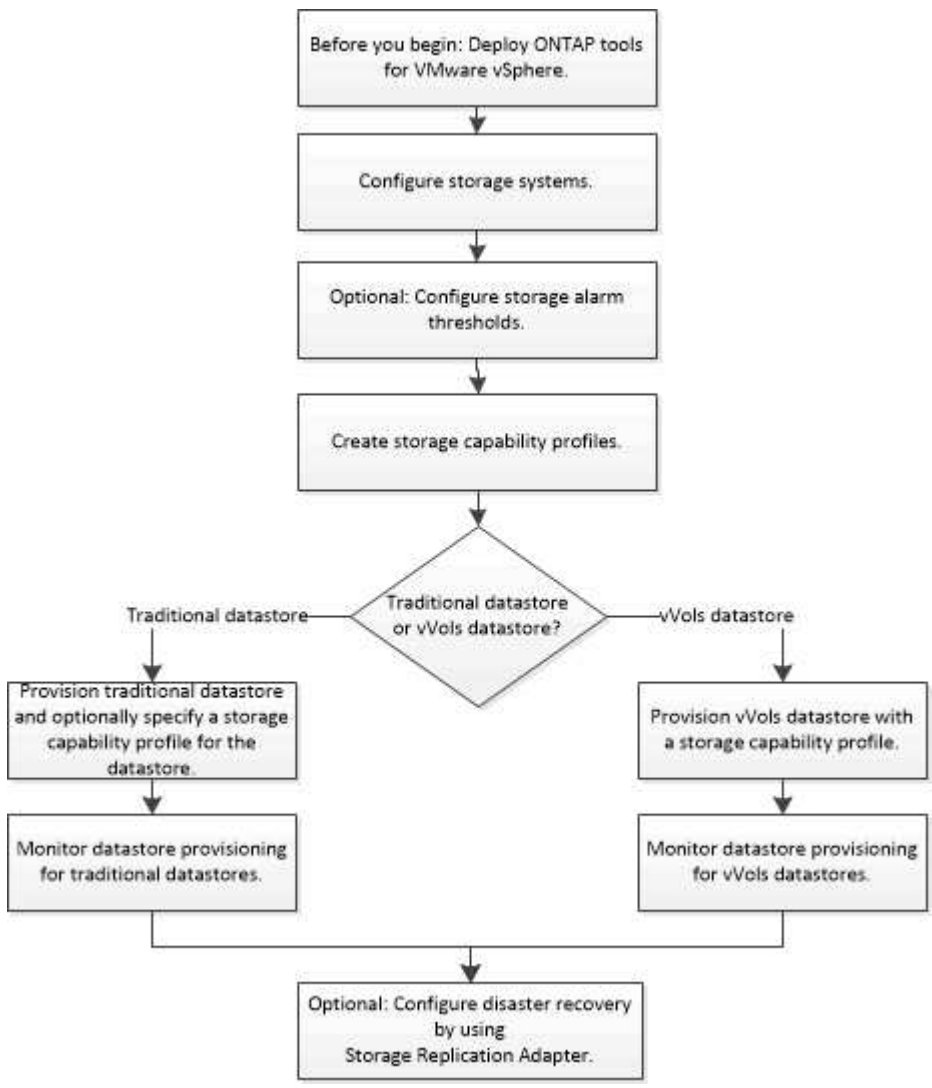 Before you begin: Deploy ONTAP tools
for VMware vSphere.
Configure storage systems.
Optional: Configure storage alarm
thresholds.
Create storage capability profiles.
Traditional datastore
or vVols datastore?
Traditional datastore
vVols datastore
Provision traditional datastore
and optionally specify a storage
capability profile for the
datastore.
Provision vVols datastore with
a storage capability profile.
Monitor datastore provisioning
for traditional datastores.
Monitor datastore provisioning
for vVols datastores.
Optional: Configure disaster recovery
by using
Storage Replication Adapter.